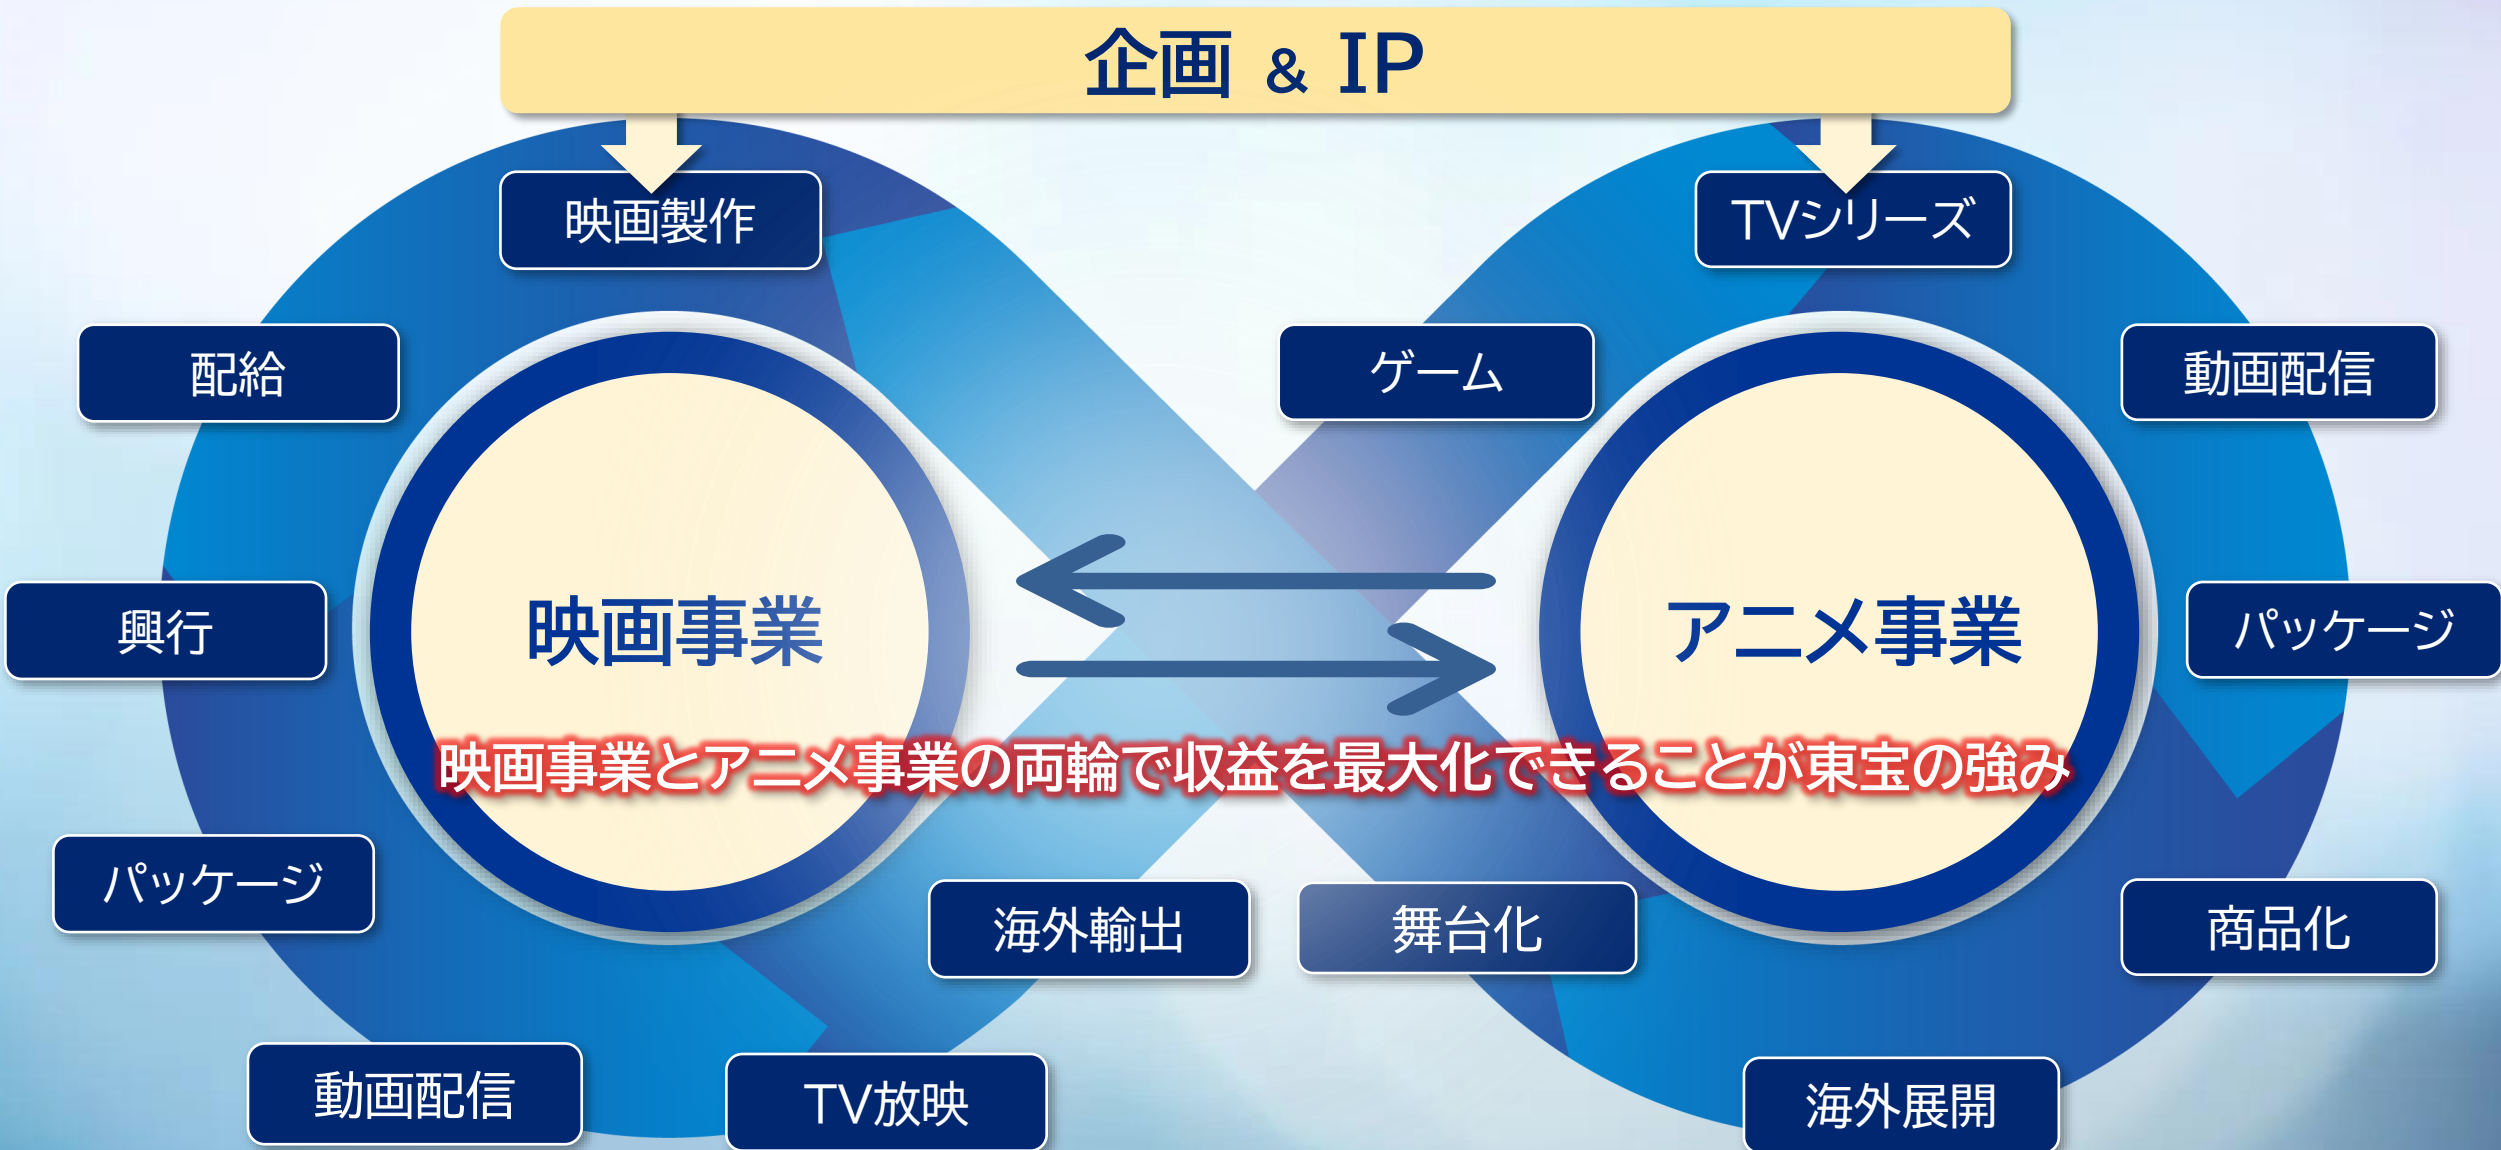 企画 & IP
映画製作
TVシリーズ
配給
ゲーム
動画配信
興行
映画事業
アニメ事業
パッケージ
映画事業とアニメ事業の両輪で収益を最大化できることが東宝の強み
パッケージ
海外輸出
舞台化
商品化
動画配信
TV放映
海外展開